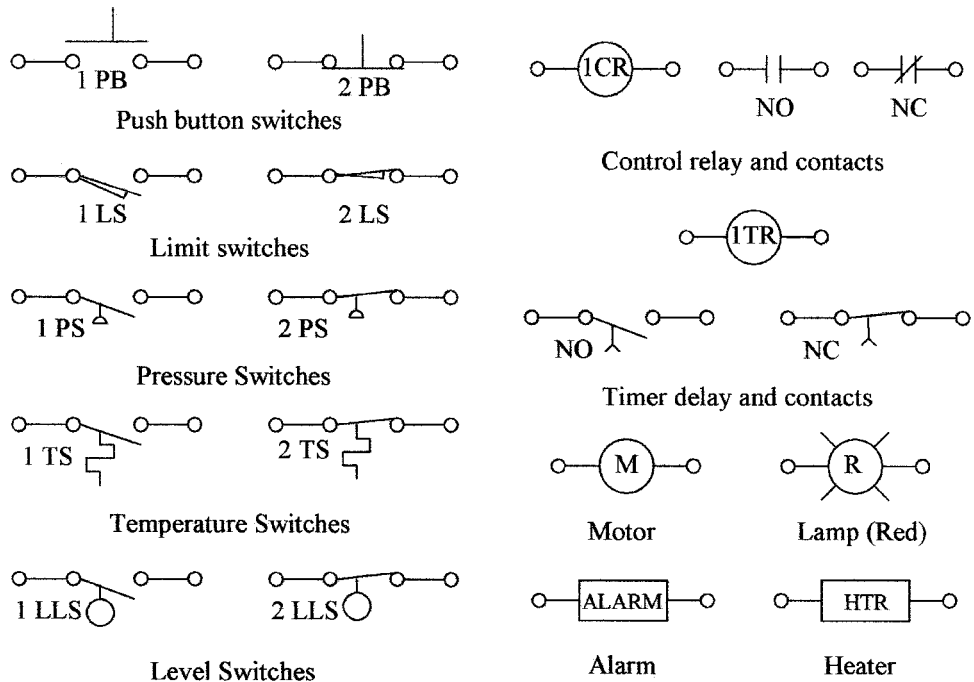 1 PB
2 PB
Push button switches
1 LS
2 LS
Limit switches
1 PS
2 PS
Pressure Switches
1 TS
2 TS
Temperature Switches
1 LLS
2 LLS
Level Switches
1CR
NO
NC
Control relay and contacts
1TR
NO
NC
Timer delay and contacts
M
R
Motor
Lamp (Red)
ALARM
HTR
Alarm
Heater